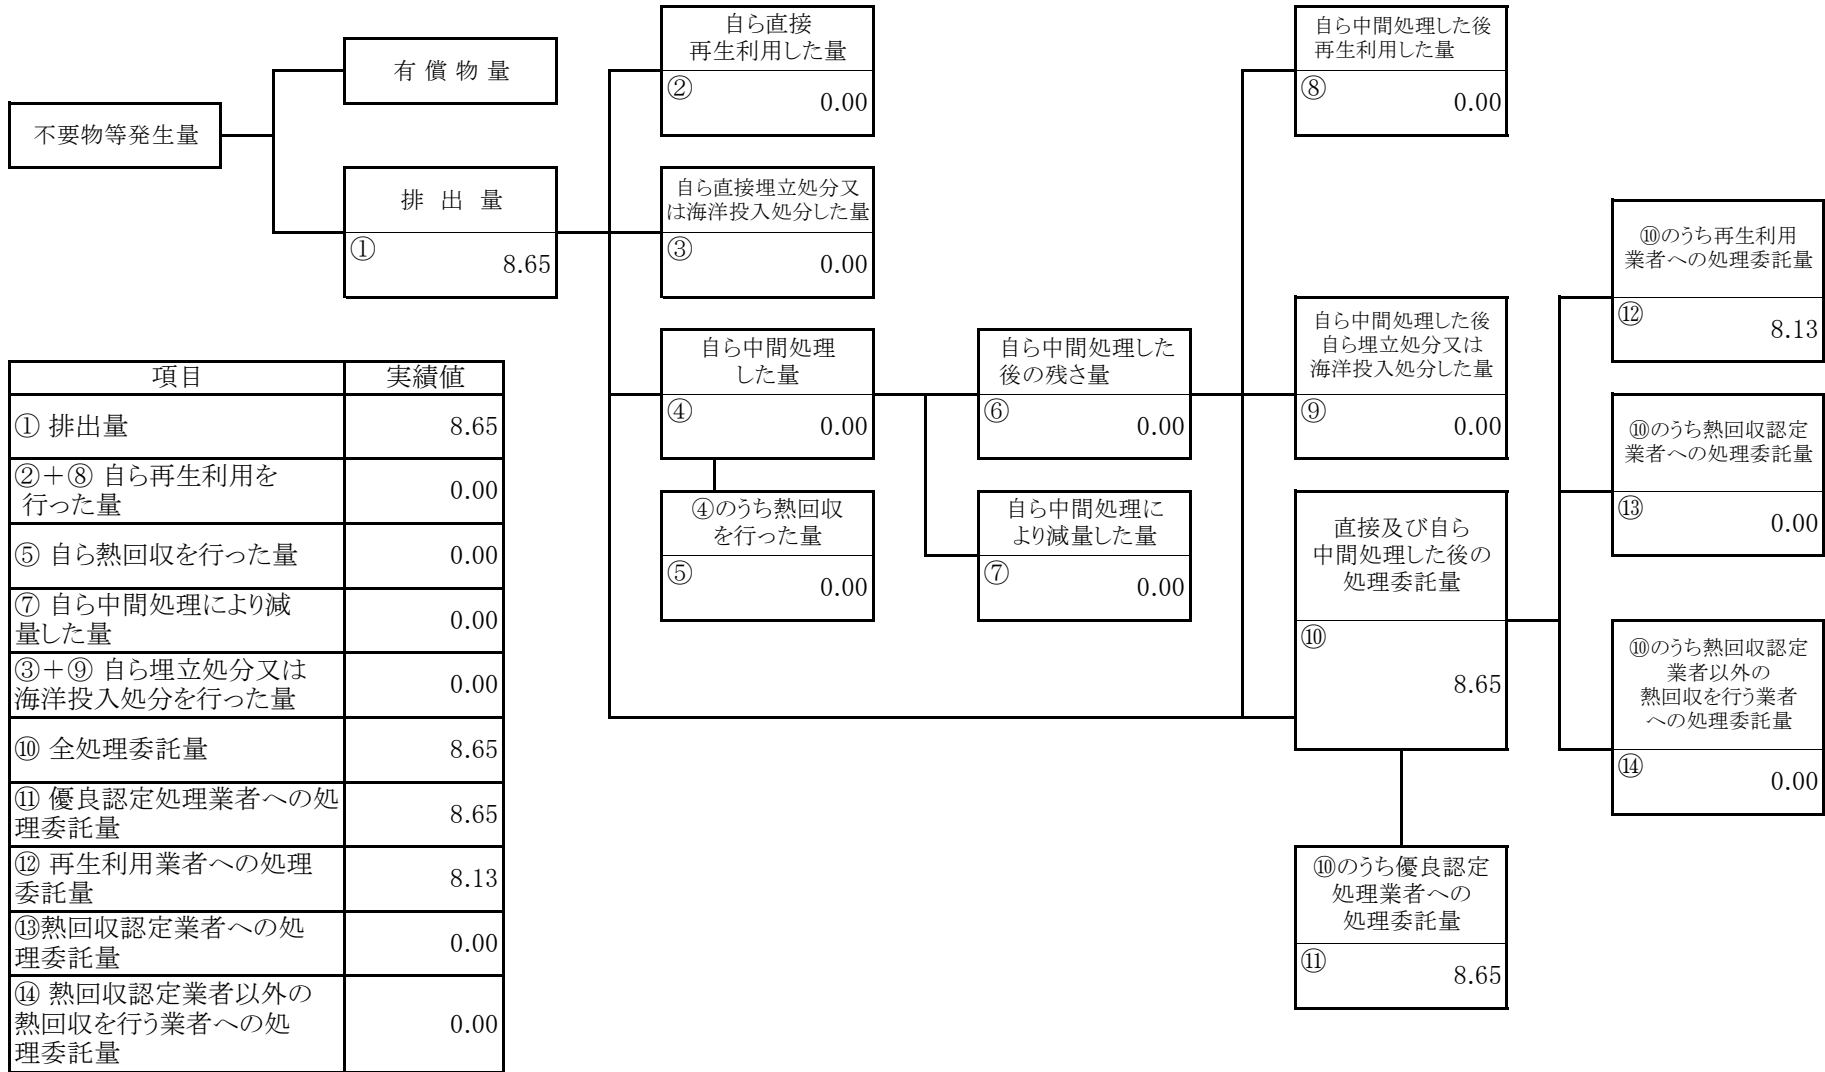 不要物等発生量
有償物量
排出量
①
8.65
自ら直接
再生利用した量
②
0.00
自ら直接埋立処分又
は海洋投入処分した量
③
0.00
自ら中間処理
した量
④
0.00
④のうち熱回収
を行った量
⑤
0.00
自ら中間処理した
後の残さ量
⑥
0.00
自ら中間処理に
より減量した量
⑦
0.00
自ら中間処理した後
再生利用した量
⑧
0.00
自ら中間処理した後
自ら埋立処分又は
海洋投入処分した量
⑨
0.00
直接及び自ら
中間処理した後の
処理委託量
⑩
8.65
⑩のうち優良認定
処理業者への
処理委託量
⑪
8.65
⑩のうち再生利用
業者への処理委託量
⑫
8.13
⑩のうち熱回収認定
業者への処理委託量
⑬
0.00
⑩のうち熱回収認定
業者以外の
熱回収を行う業者
への処理委託量
⑭
0.00
項目 実績値
① 排出量 8.65
②＋⑧ 自ら再生利用を
行った量 0.00
⑤ 自ら熱回収を行った量 0.00
⑦ 自ら中間処理により減
量した量 0.00
③＋⑨ 自ら埋立処分又は
海洋投入処分を行った量 0.00
⑩ 全処理委託量 8.65
⑪ 優良認定処理業者への処
理委託量 8.65
⑫ 再生利用業者への処理
委託量 8.13
⑬熱回収認定業者への処
理委託量 0.00
⑭ 熱回収認定業者以外の
熱回収を行う業者への処
理委託量 0.00